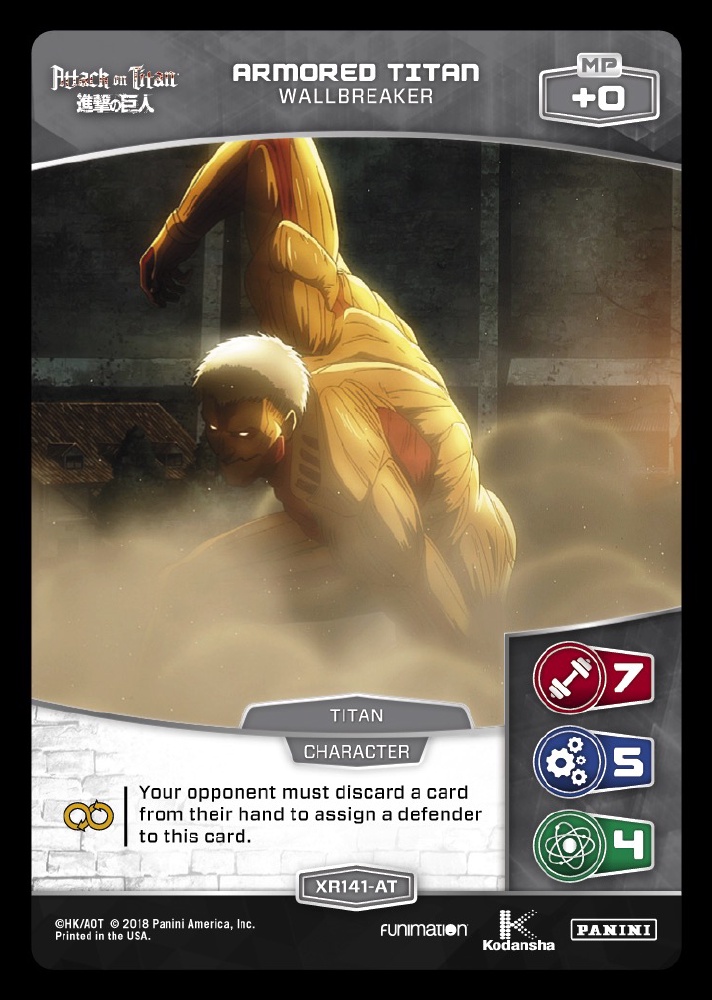 Attack on Titan
進撃の巨人
ARMORED TITAN
WALLBREAKER
MP
+0
7
5
4
TITAN
CHARACTER
Your opponent must discard a card
from their hand to assign a defender
to this card.
XR141-AT
©HK/AOT © 2018 Panini America, Inc.
Printed in the USA.
FUNIMATION
Kodansha
PANINI